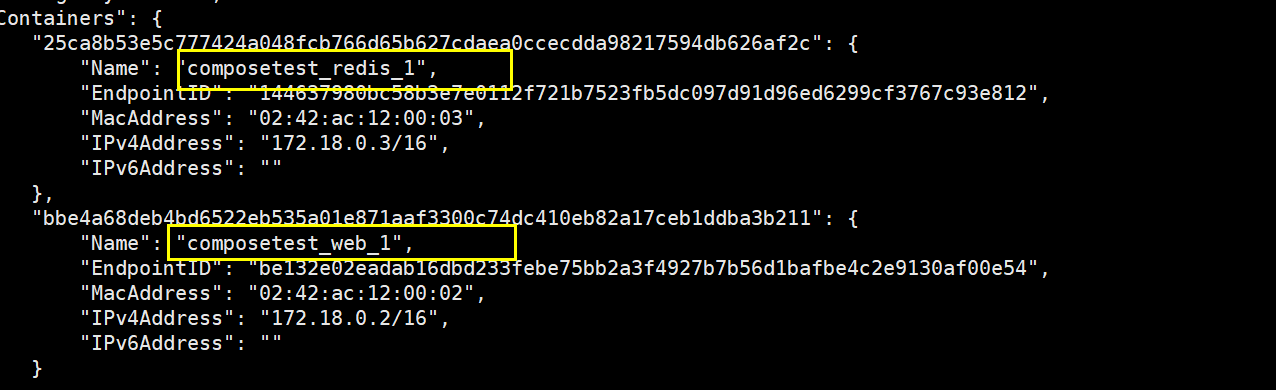 Containers": {
"25ca8b53e5c777424a048fcb766d65b627cdaea0ccecdda98217594db626af2c": {
"Name": "composetest_redis_1",
"EndpointID": "144637980bc58b3e7e0112f721b7523fb5dc097d91d96ed6299cf3767c93e812",
"MacAddress": "02:42:ac:12:00:03",
"IPv4Address": "172.18.0.3/16",
"IPv6Address": ""
},
"bbe4a68deb4bd6522eb535a01e871aaf3300c74dc410eb82a17ceb1ddba3b211": {
"Name": "composetest_web_1",
"EndpointID": "be132e02eadab16dbd233febe75bb2a3f4927b7b56d1bafbe4c2e9130af00e54",
"MacAddress": "02:42:ac:12:00:02",
"IPv4Address": "172.18.0.2/16",
"IPv6Address": ""
}